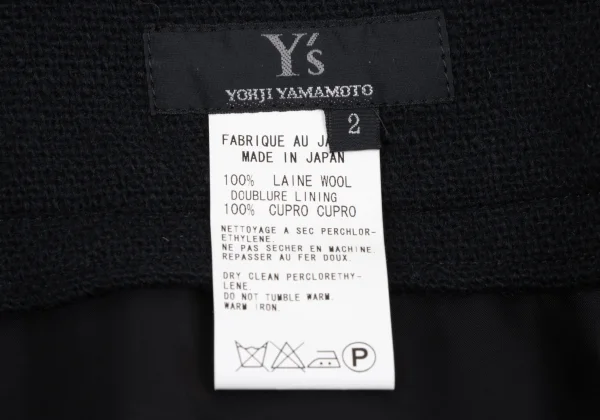 Y's
YOHJI YAMAMOTO
2
FABRIQUE AU
MADE IN JAPAN
100% LAINE WOOL
DOUBLURE LINING
100% CUPRO CUPRO
NETTOYAGE A SEC PERCHLOR-
ETHYLENE.
NE PAS SECHER EN MACHINE
REPASSER AU FER DOUX.
DRY CLEAN PERCLORETHY-
LENE.
DO NOT TUMBLE WARM.
WARM IRON.
P